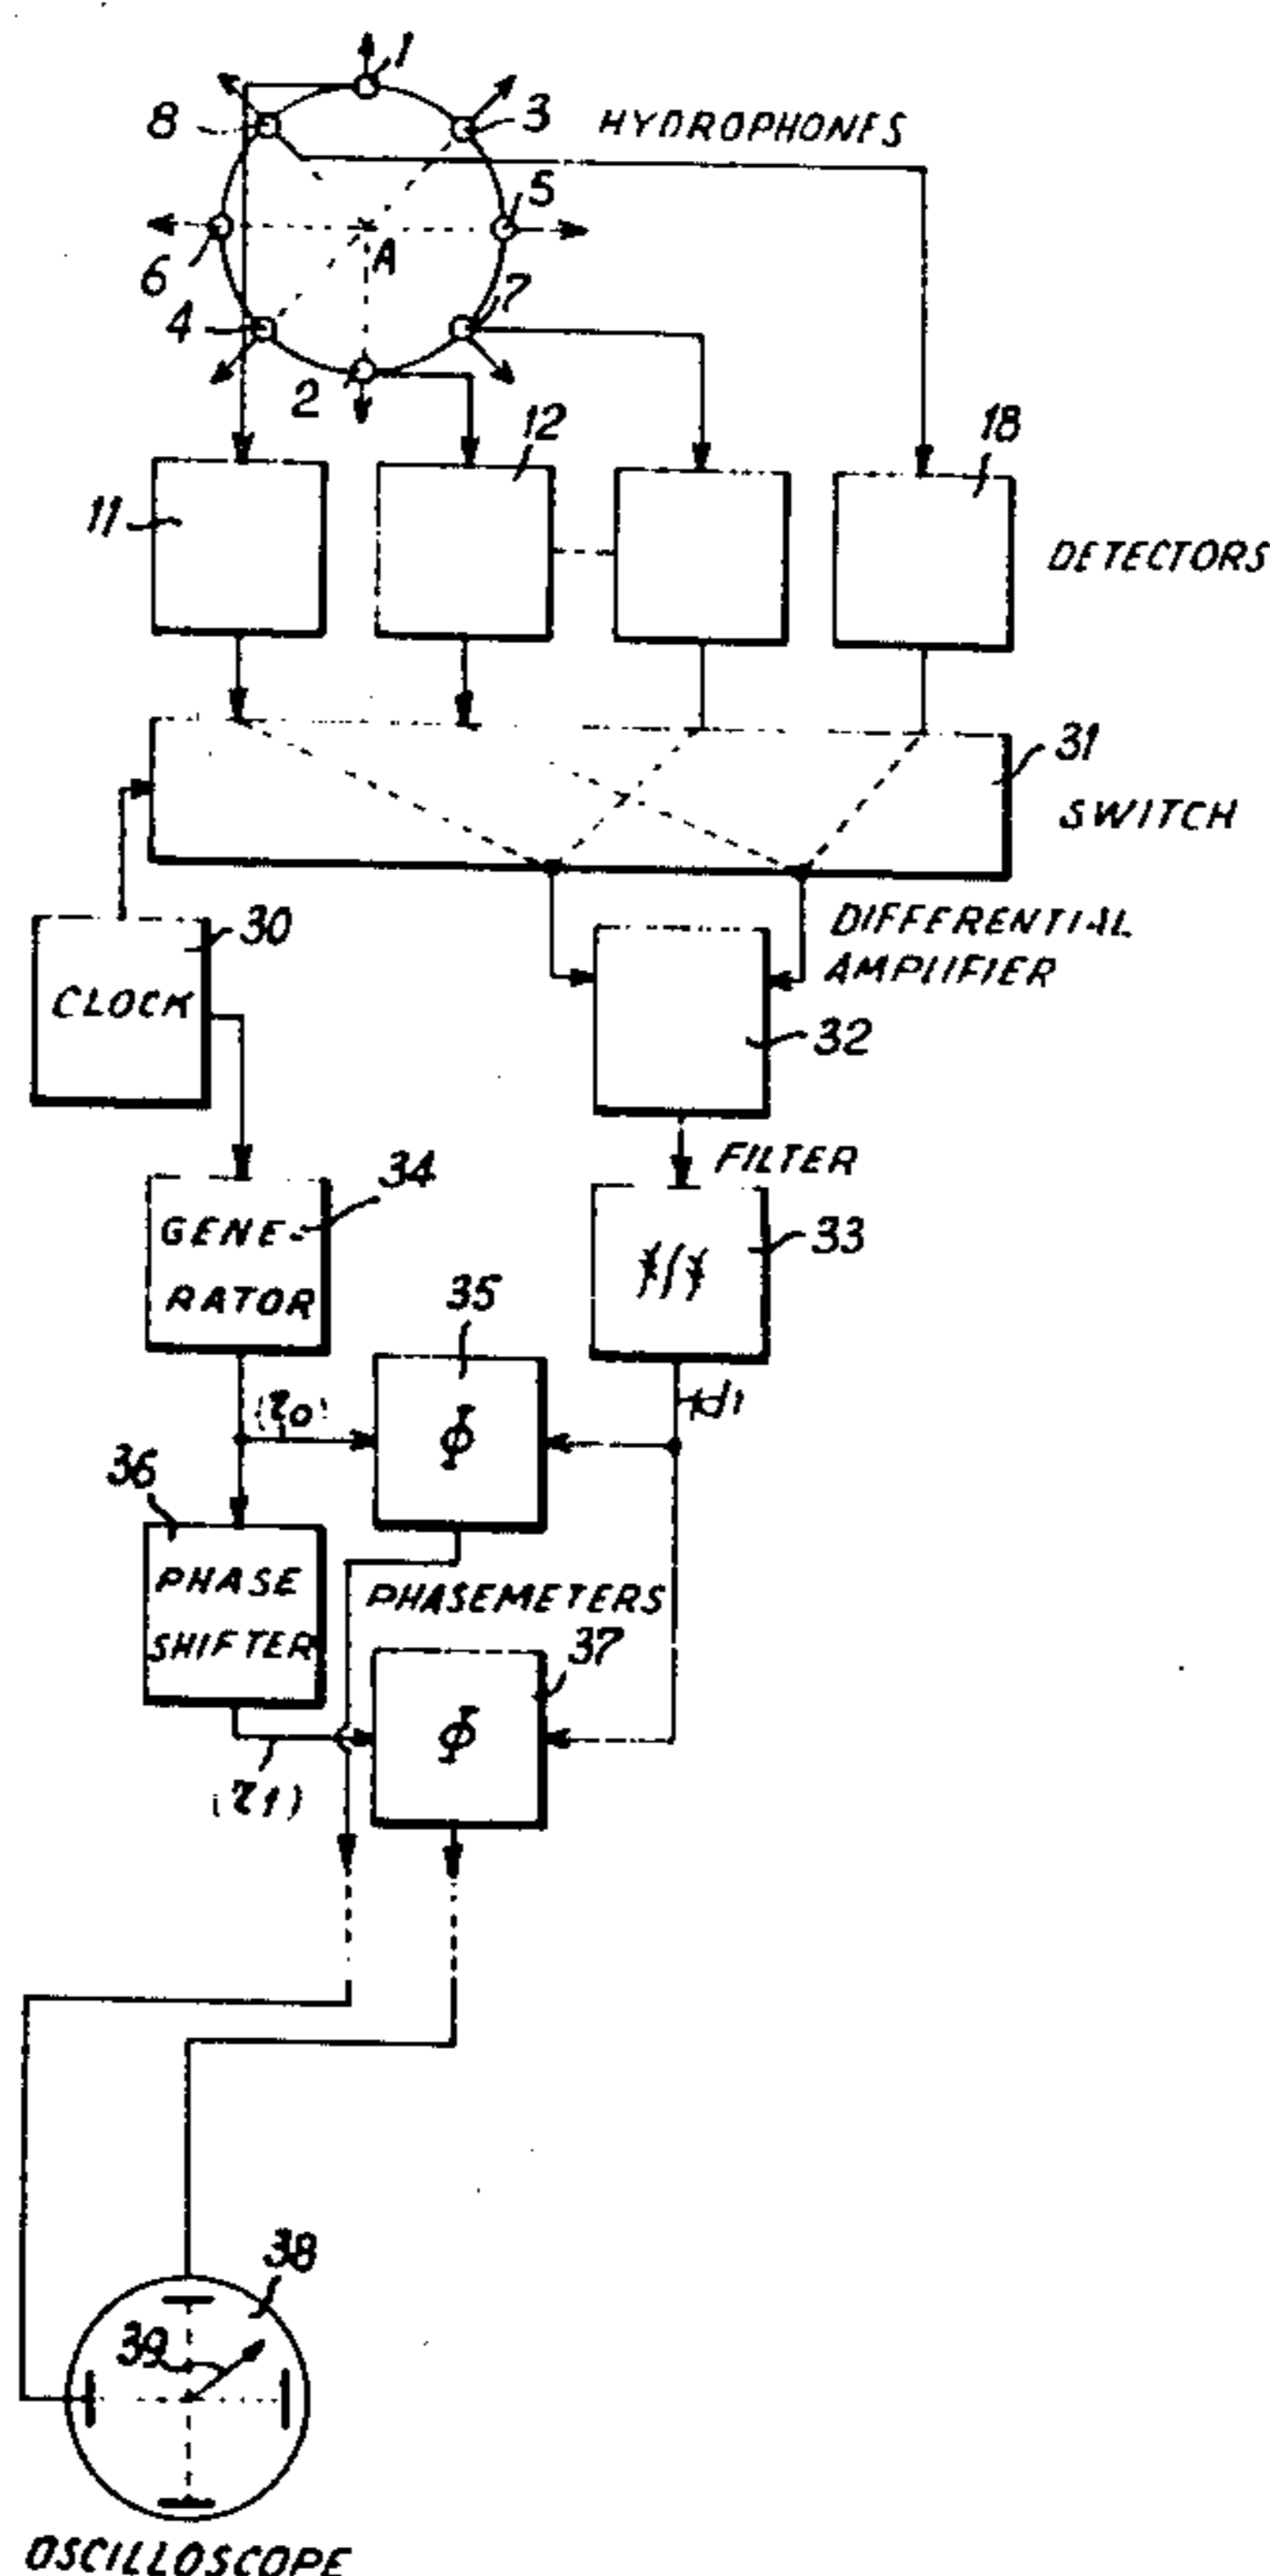 1
8
3
HYDROPHONES
5
A
6
7
4
2
12
18
11
DETECTORS
31
SWITCH
30
DIFFERENTIAL
AMPLIFIER
CLOCK
32
FILTER
34
GENE-
RATOR
33
35
(τ0)
Φ
d1
36
PHASE
SHIFTER
PHASEMETERS
37
Φ
(τ1)
38
39
OSCILLOSCOPE